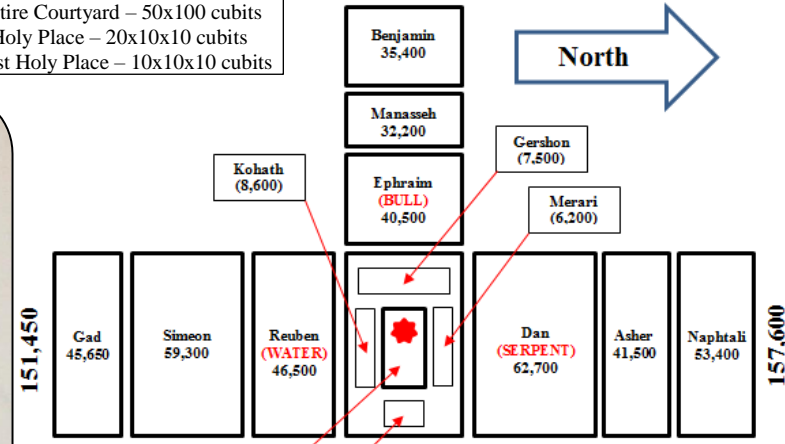 tire Courtyard – 50x100 cubits
Holy Place – 20x10x10 cubits
st Holy Place – 10x10x10 cubits
Benjamin
35,400
North
Manasseh
32,200
Gershon
(7,500)
Kohath
(8,600)
Ephraim
(BULL)
40,500
Merari
(6,200)
151,450
Gad
45,650
Simeon
59,300
Reuben
(WATER)
46,500
Dan
(SERPENT)
62,700
Asher
41,500
Naphtali
53,400
157,600